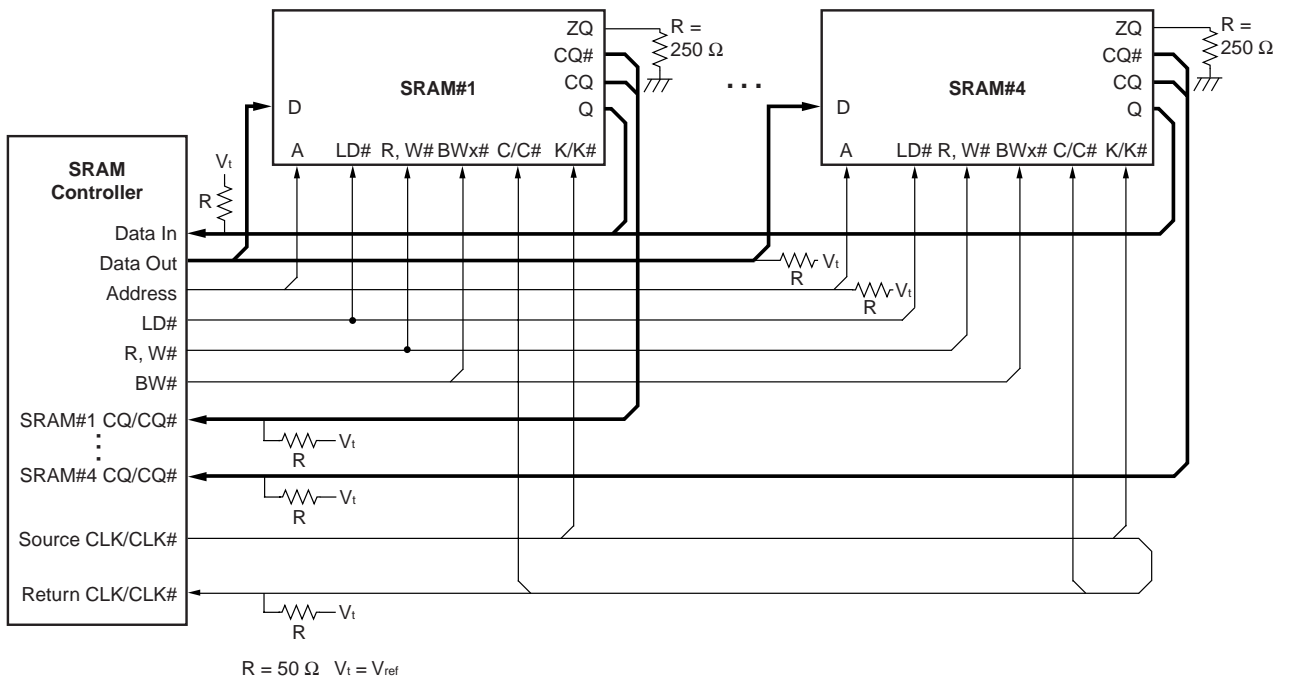 ZQ
R =
250 Ω
CQ#
CQ
Q
SRAM#1
D
A LD# R, W# BWx# C/C# K/K#
...
ZQ
R =
250 Ω
CQ#
CQ
Q
SRAM#4
D
A LD# R, W# BWx# C/C# K/K#
SRAM
Controller
Vt
R
Data In
Data Out
R Vt
Address
R Vt
LD#
R, W#
BW#
SRAM#1 CQ/CQ#
R Vt
SRAM#4 CQ/CQ#
R Vt
Source CLK/CLK#
Return CLK/CLK#
R Vt
R = 50 Ω Vt = Vref